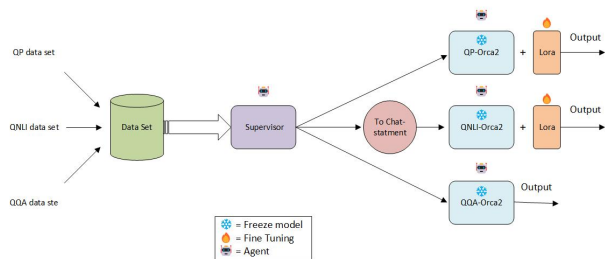 QP data set
QNLI data set
QQA data ste
Data Set
Supervisor
To Chat-
statment
QP-Orca2
+
Lora
Output
QNLI-Orca2
+
Lora
Output
QQA-Orca2
Output
= Freeze model
= Fine Tuning
= Agent